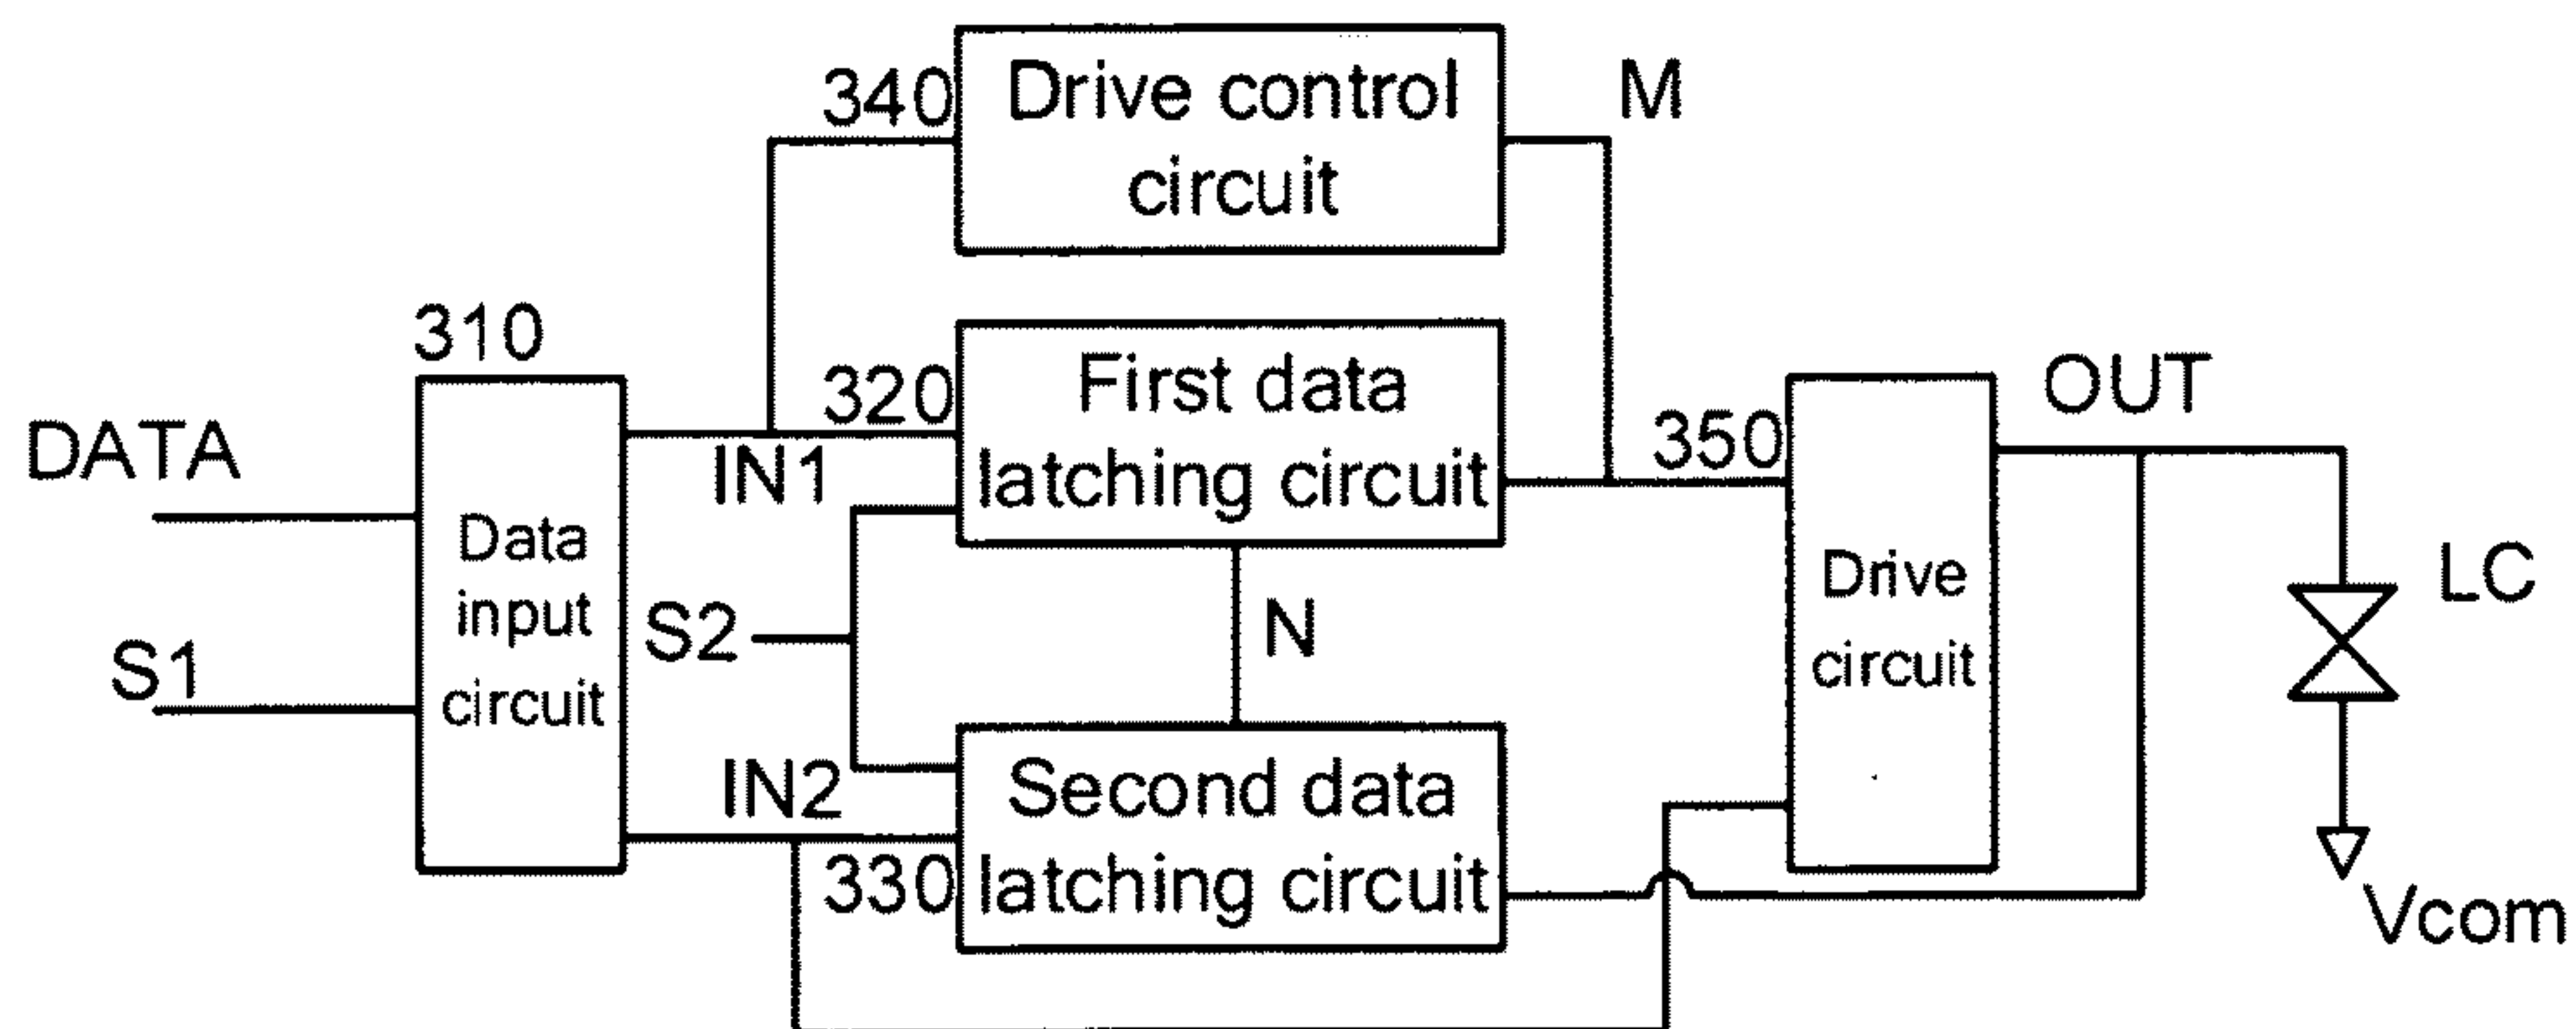 340
Drive control
circuit
M
310
DATA
S1
Data
input
circuit
320
IN1
First data
latching circuit
S2
N
IN2
330
Second data
latching circuit
350
Drive
circuit
OUT
LC
Vcom